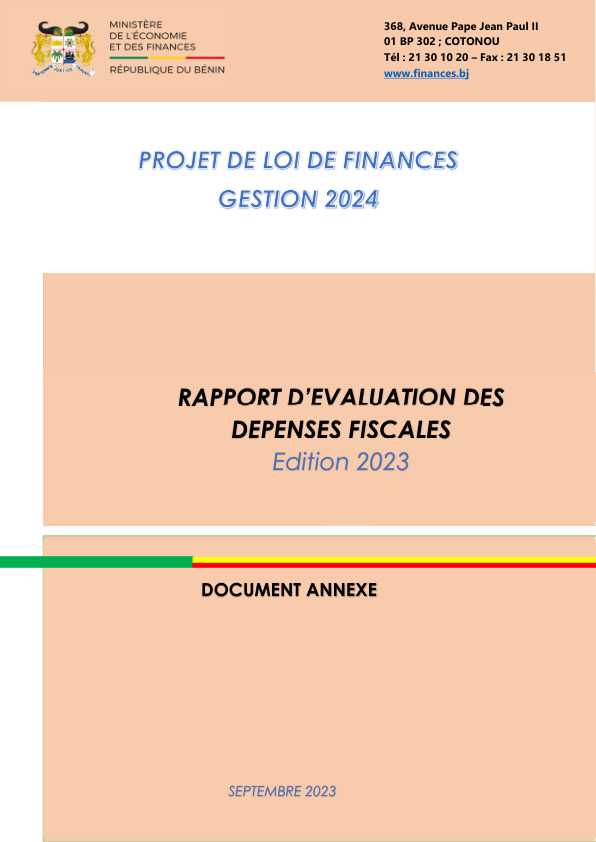 MINISTÈRE
DE L'ÉCONOMIE
ET DES FINANCES
RÉPUBLIQUE DU BÉNIN
368, Avenue Pape Jean Paul II
01 BP 302 ; COTONOU
Tél : 21 30 10 20 – Fax : 21 30 18 51
www.finances.bj
PROJET DE LOI DE FINANCES
GESTION 2024
RAPPORT D'EVALUATION DES
DEPENSES FISCALES
Edition 2023
DOCUMENT ANNEXE
SEPTEMBRE 2023